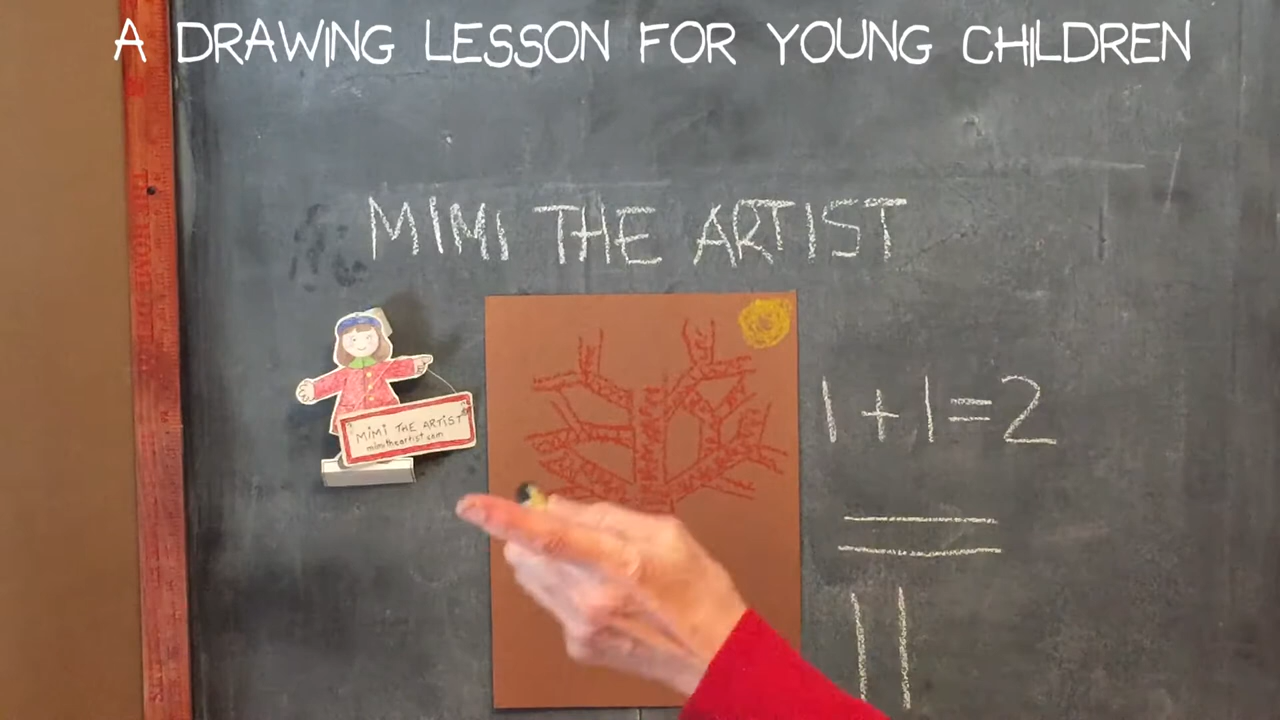 A DRAWING LESSON FOR YOUNG CHILDREN
MIMI THE ARTIST
MIMI THE ARTIST
mimitheartist.com
1+1=2